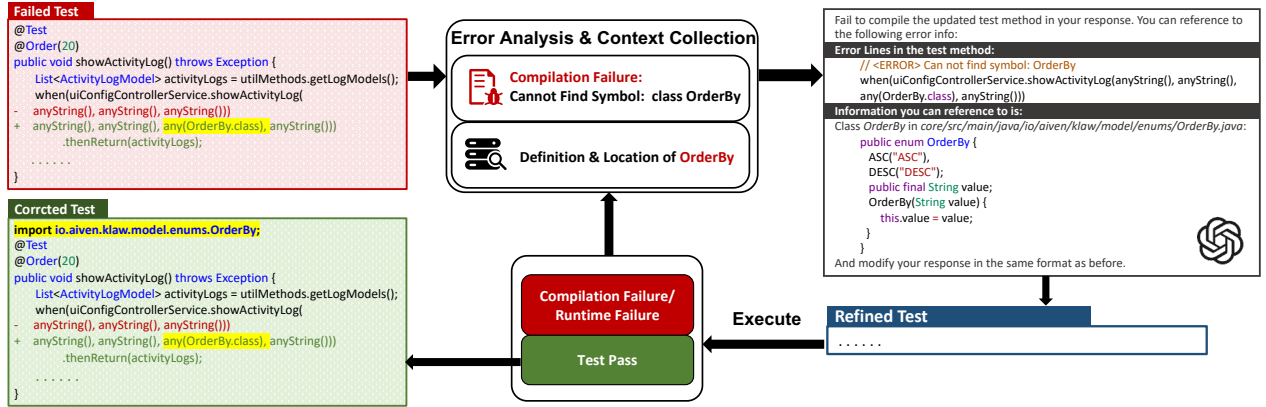 Failed Test
@Test
@Order(20)
public void showActivityLog() throws Exception {
List<ActivityLogModel> activityLogs = utilMethods.getLogModels();
when(uiConfigControllerService.showActivityLog(
- anyString(), anyString(), anyString()))
+ anyString(), anyString(), any(OrderBy.class), anyString()))
.thenReturn(activityLogs);
. . . . . .
}
Error Analysis & Context Collection
Compilation Failure:
Cannot Find Symbol: class OrderBy
Definition & Location of OrderBy
Fail to compile the updated test method in your response. You can reference to
the following error info:
Error Lines in the test method:
// <ERROR> Can not find symbol: OrderBy
when(uiConfigControllerService.showActivityLog(anyString(), anyString(),
any(OrderBy.class), anyString()))
Information you can reference to is:
Class OrderBy in core/src/main/java/io/aiven/klaw/model/enums/OrderBy.java:
public enum OrderBy {
ASC("ASC"),
DESC("DESC");
public final String value;
OrderBy(String value) {
this.value = value;
}
}
And modify your response in the same format as before.
Corrcted Test
import io.aiven.klaw.model.enums.OrderBy;
@Test
@Order(20)
public void showActivityLog() throws Exception {
List<ActivityLogModel> activityLogs = utilMethods.getLogModels();
when(uiConfigControllerService.showActivityLog(
- anyString(), anyString(), anyString()))
+ anyString(), anyString(), any(OrderBy.class), anyString()))
.thenReturn(activityLogs);
. . . . . .
}
Compilation Failure/
Runtime Failure
Test Pass
Execute
Refined Test
. . . . . .